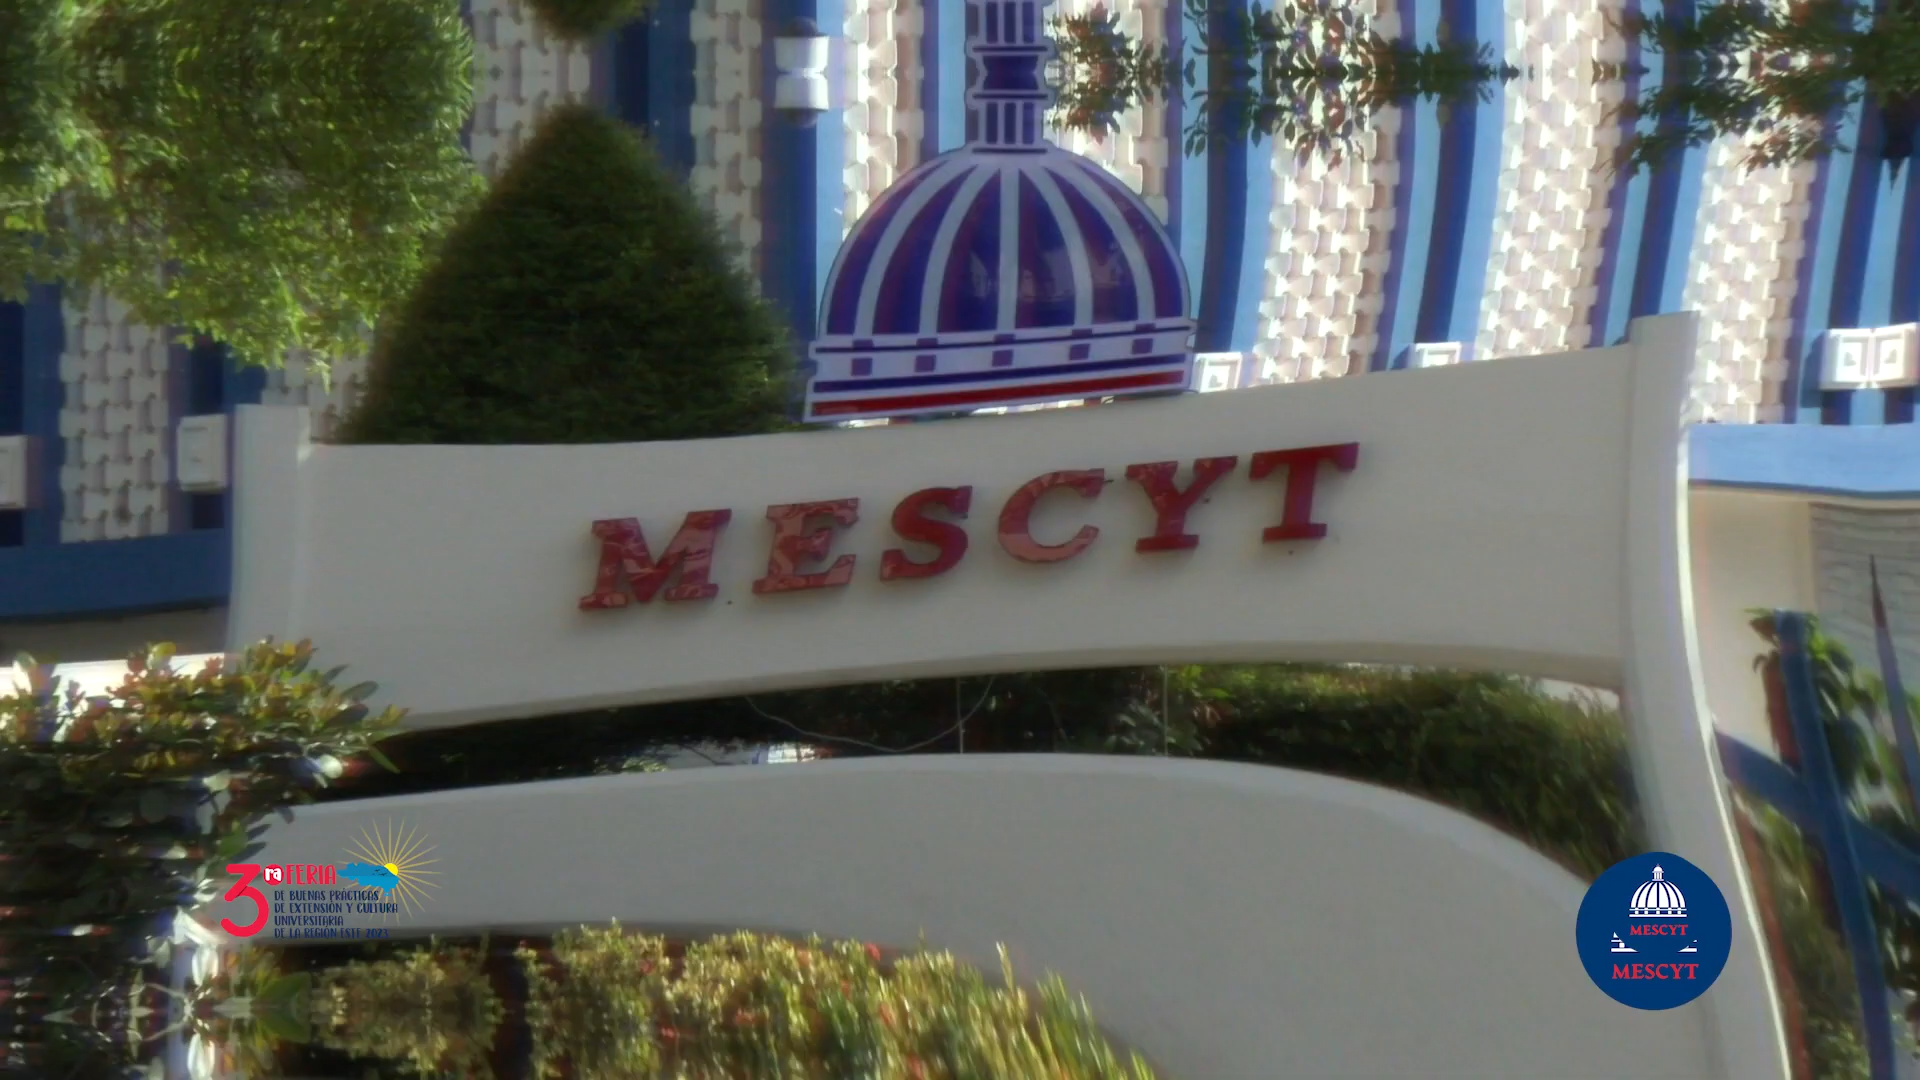 MESCYT
3ra FERIA
DE BUENAS PRÁCTICAS
DE EXTENSIÓN Y CULTURA
UNIVERSITARIA
DE LA REGIÓN ESTE 2023
MESCYT
MESCYT